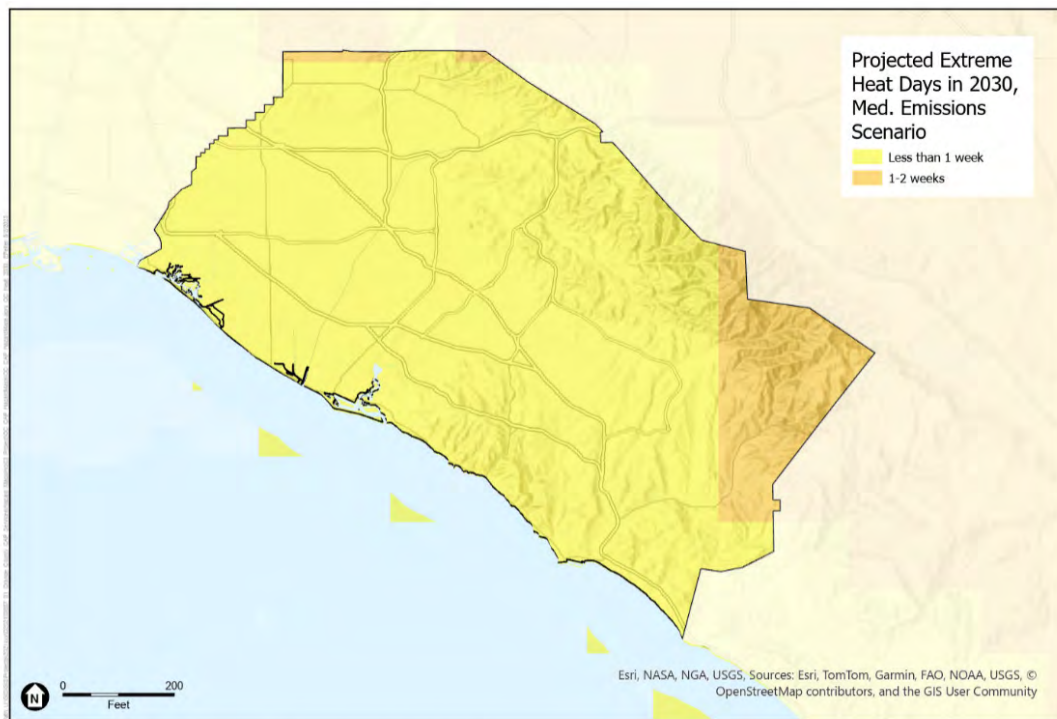 Projected Extreme
Heat Days in 2030,
Med. Emissions
Scenario
Less than 1 week
1-2 weeks
N
0
200
Feet
Esri, NASA, NGA, USGS, Sources: Esri, TomTom, Garmin, FAO, NOAA, USGS, ©
OpenStreetMap contributors, and the GIS User Community